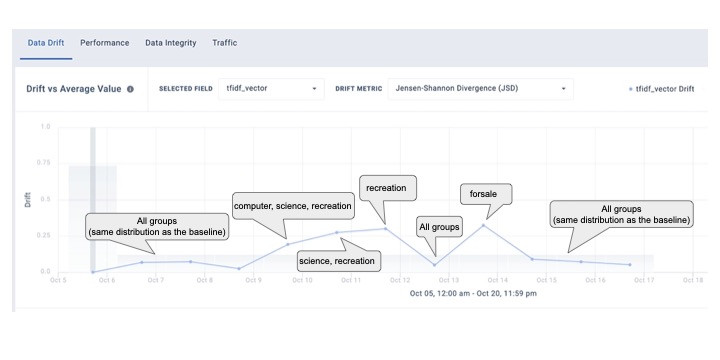 Data Drift Performance Data Integrity Traffic
Drift vs Average Value SELECTED FIELD tfidf_vector DRIFT METRIC Jensen-Shannon Divergence (JSD) tfidf_vector Drift
1.0
0.75
0.5
0.25
0.0
Drift
All groups
(same distribution as the baseline)
computer, science, recreation
science, recreation
recreation
All groups
forsale
All groups
(same distribution as the baseline)
Oct 5 Oct 6 Oct 7 Oct 8 Oct 9 Oct 10 Oct 11 Oct 12 Oct 13 Oct 14 Oct 15 Oct 16 Oct 17 Oct 18
Oct 05, 12:00 am - Oct 20, 11:59 pm